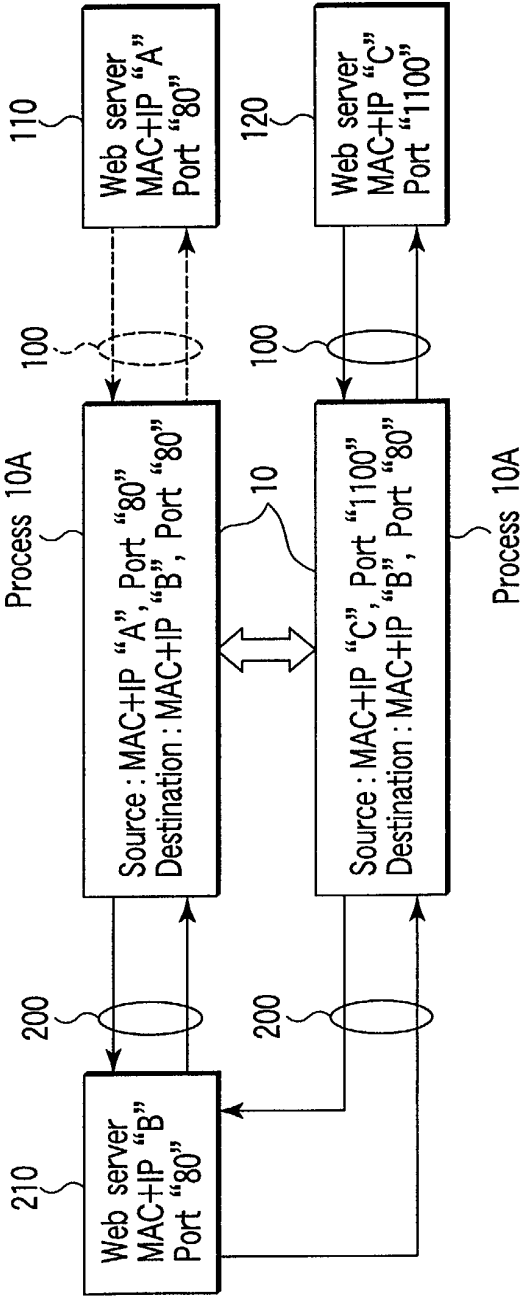 Process 10A
110
Web server
MAC+IP “A”
Port “80”
100
Source : MAC+IP “A”, Port “80”
Destination : MAC+IP “B”, Port “80”
200
210
Web server
MAC+IP “B”
Port “80”
10
120
Web server
MAC+IP “C”
Port “1100”
100
Source : MAC+IP “C”, Port “1100”
Destination : MAC+IP “B”, Port “80”
200
Process 10A